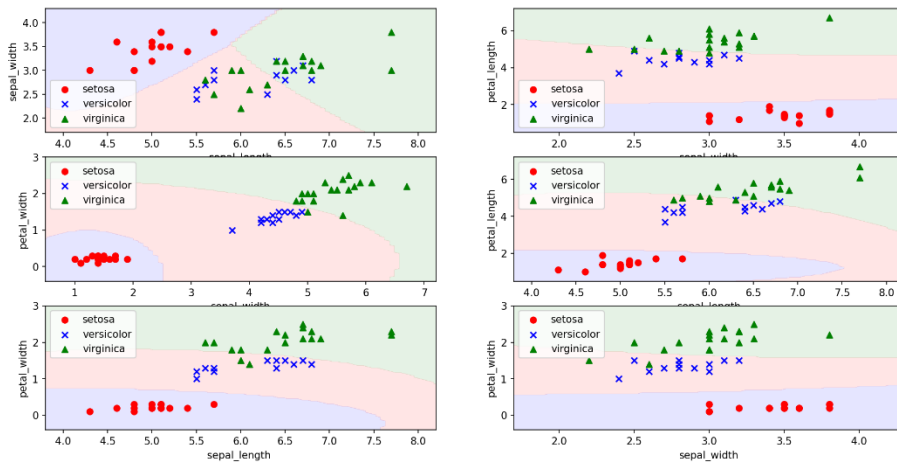 4.0
3.5
3.0
2.5
2.0
sepal_width
setosa
versicolor
virginica
4.0 4.5 5.0 5.5 6.0 6.5 7.0 7.5 8.0
sepal_length
6
4
2
petal_length
setosa
versicolor
virginica
2.0 2.5 3.0 3.5 4.0
sepal_width
3
2
1
0
petal_width
setosa
versicolor
virginica
1 2 3 4 5 6 7
sepal_width
6
4
2
petal_length
setosa
versicolor
virginica
4.0 4.5 5.0 5.5 6.0 6.5 7.0 7.5 8.0
sepal_length
3
2
1
0
petal_width
setosa
versicolor
virginica
4.0 4.5 5.0 5.5 6.0 6.5 7.0 7.5 8.0
sepal_length
3
2
1
0
petal_width
setosa
versicolor
virginica
2.0 2.5 3.0 3.5 4.0
sepal_width